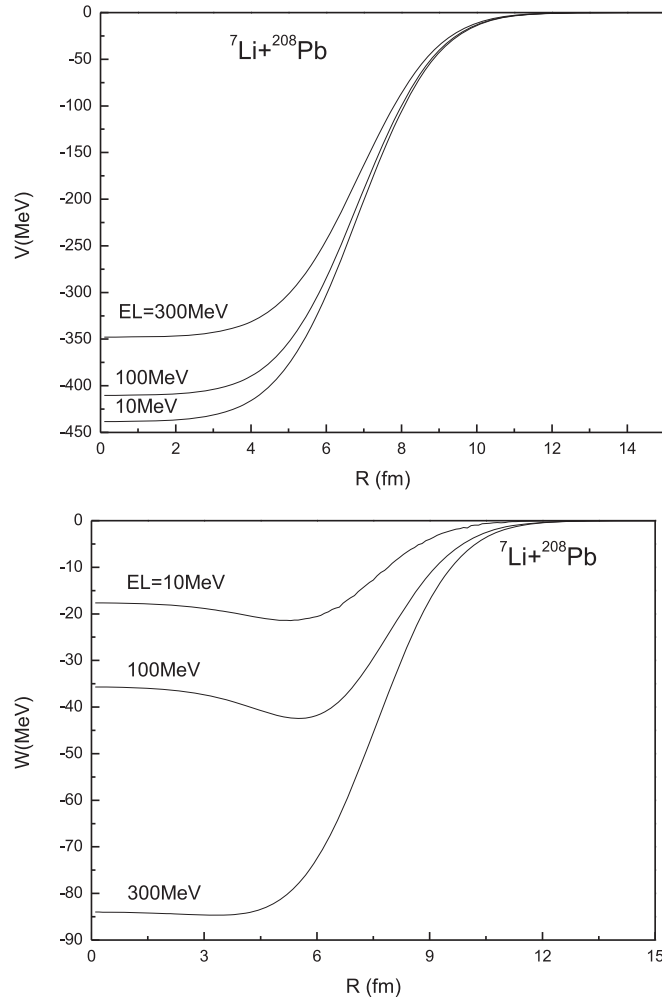 0
-50
-100
-150
-200
-250
-300
-350
-400
-450
V(MeV)
⁷Li+²⁰⁸Pb
EL=300MeV
100MeV
10MeV
0 2 4 6 8 10 12 14
R (fm)
0
-10
-20
-30
-40
-50
-60
-70
-80
-90
W(MeV)
⁷Li+²⁰⁸Pb
EL=10MeV
100MeV
300MeV
0 3 6 9 12 15
R (fm)